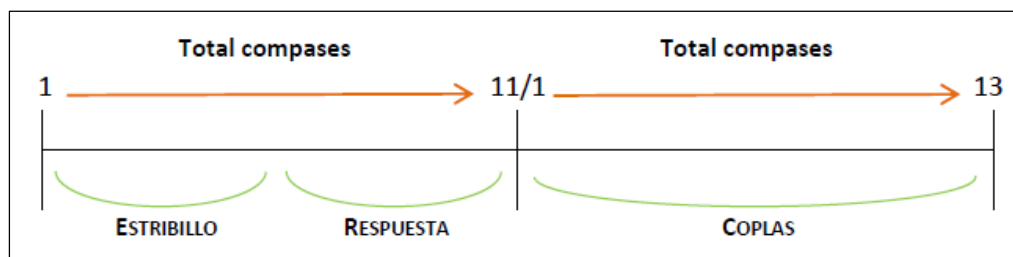 Total compases Total compases
1 11/1 13
ESTRIBILLO RESPUESTA COPLAS